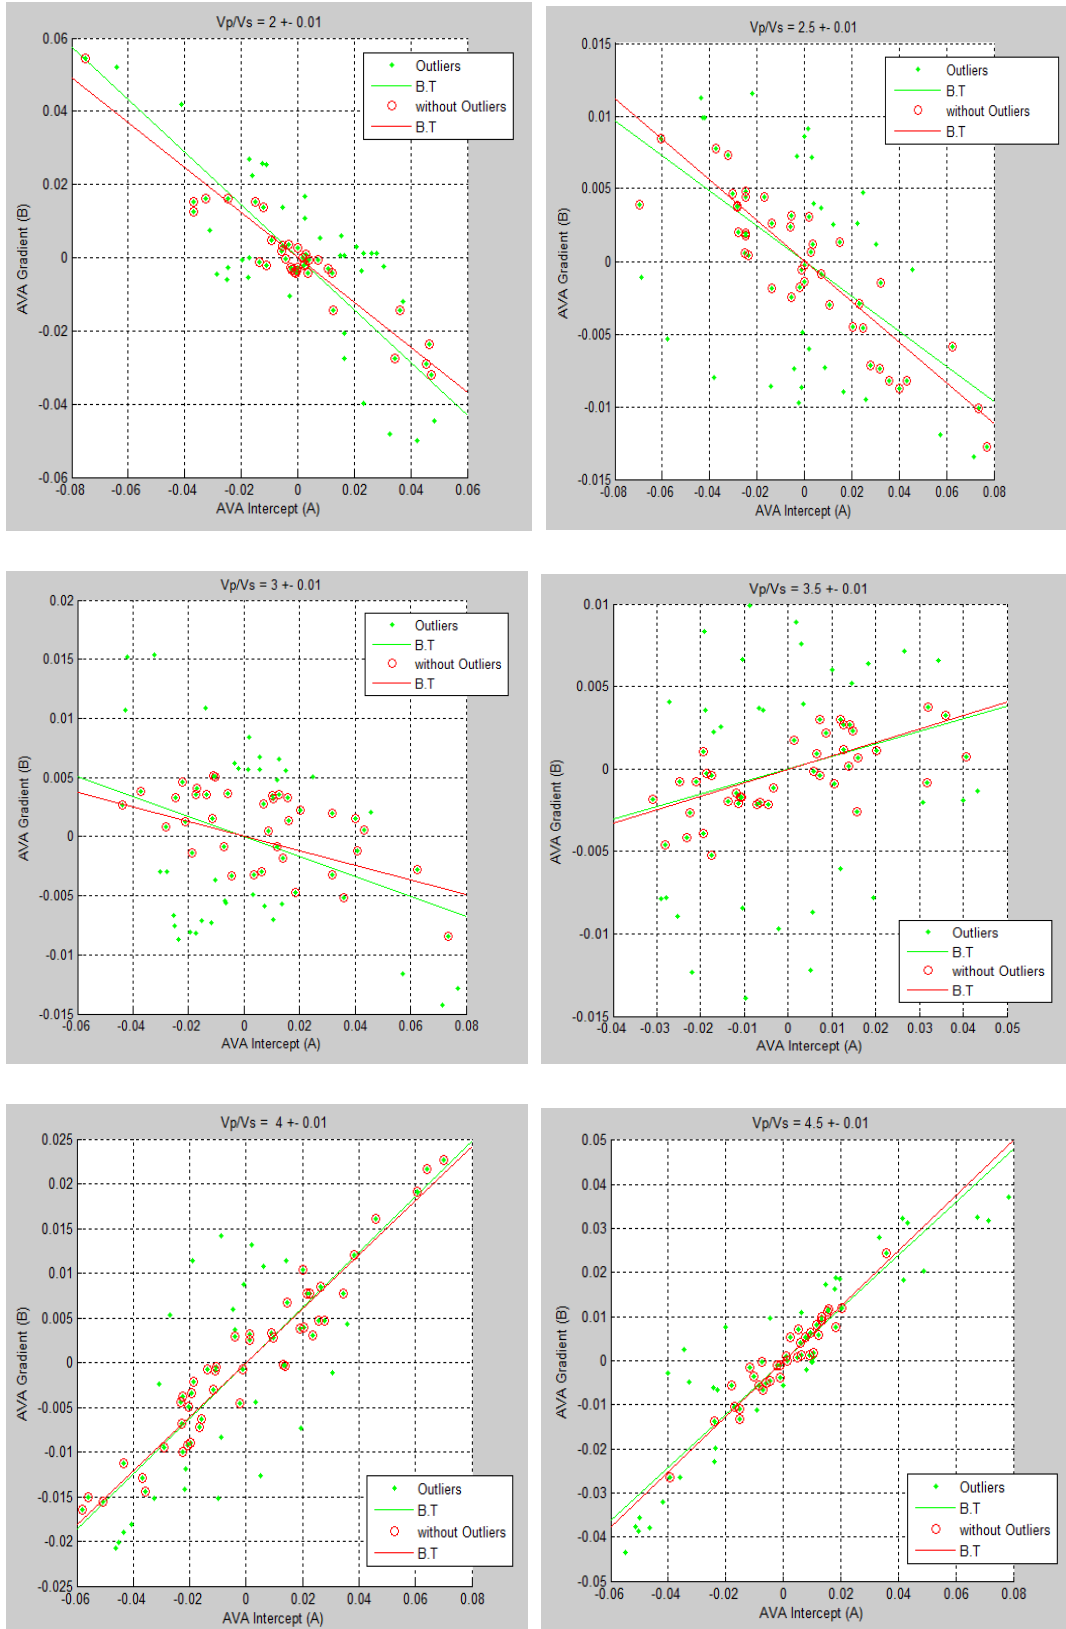 Vp/Vs = 2 +- 0.01
0.06
0.04
0.02
0
-0.02
-0.04
-0.06
AVA Gradient (B)
-0.08 -0.06 -0.04 -0.02 0 0.02 0.04 0.06
AVA Intercept (A)
Outliers
B.T
without Outliers
B.T
Vp/Vs = 2.5 +- 0.01
0.015
0.01
0.005
0
-0.005
-0.01
-0.015
AVA Gradient (B)
-0.08 -0.06 -0.04 -0.02 0 0.02 0.04 0.06 0.08
AVA Intercept (A)
Outliers
B.T
without Outliers
B.T
Vp/Vs = 3 +- 0.01
0.02
0.015
0.01
0.005
0
-0.005
-0.01
-0.015
AVA Gradient (B)
-0.06 -0.04 -0.02 0 0.02 0.04 0.06 0.08
AVA Intercept (A)
Outliers
B.T
without Outliers
B.T
Vp/Vs = 3.5 +- 0.01
0.01
0.005
0
-0.005
-0.01
-0.015
AVA Gradient (B)
-0.04 -0.03 -0.02 -0.01 0 0.01 0.02 0.03 0.04 0.05
AVA Intercept (A)
Outliers
B.T
without Outliers
B.T
Vp/Vs = 4 +- 0.01
0.025
0.02
0.015
0.01
0.005
0
-0.005
-0.01
-0.015
-0.02
-0.025
AVA Gradient (B)
-0.06 -0.04 -0.02 0 0.02 0.04 0.06 0.08
AVA Intercept (A)
Outliers
B.T
without Outliers
B.T
Vp/Vs = 4.5 +- 0.01
0.05
0.04
0.03
0.02
0.01
0
-0.01
-0.02
-0.03
-0.04
-0.05
AVA Gradient (B)
-0.06 -0.04 -0.02 0 0.02 0.04 0.06 0.08
AVA Intercept (A)
Outliers
B.T
without Outliers
B.T